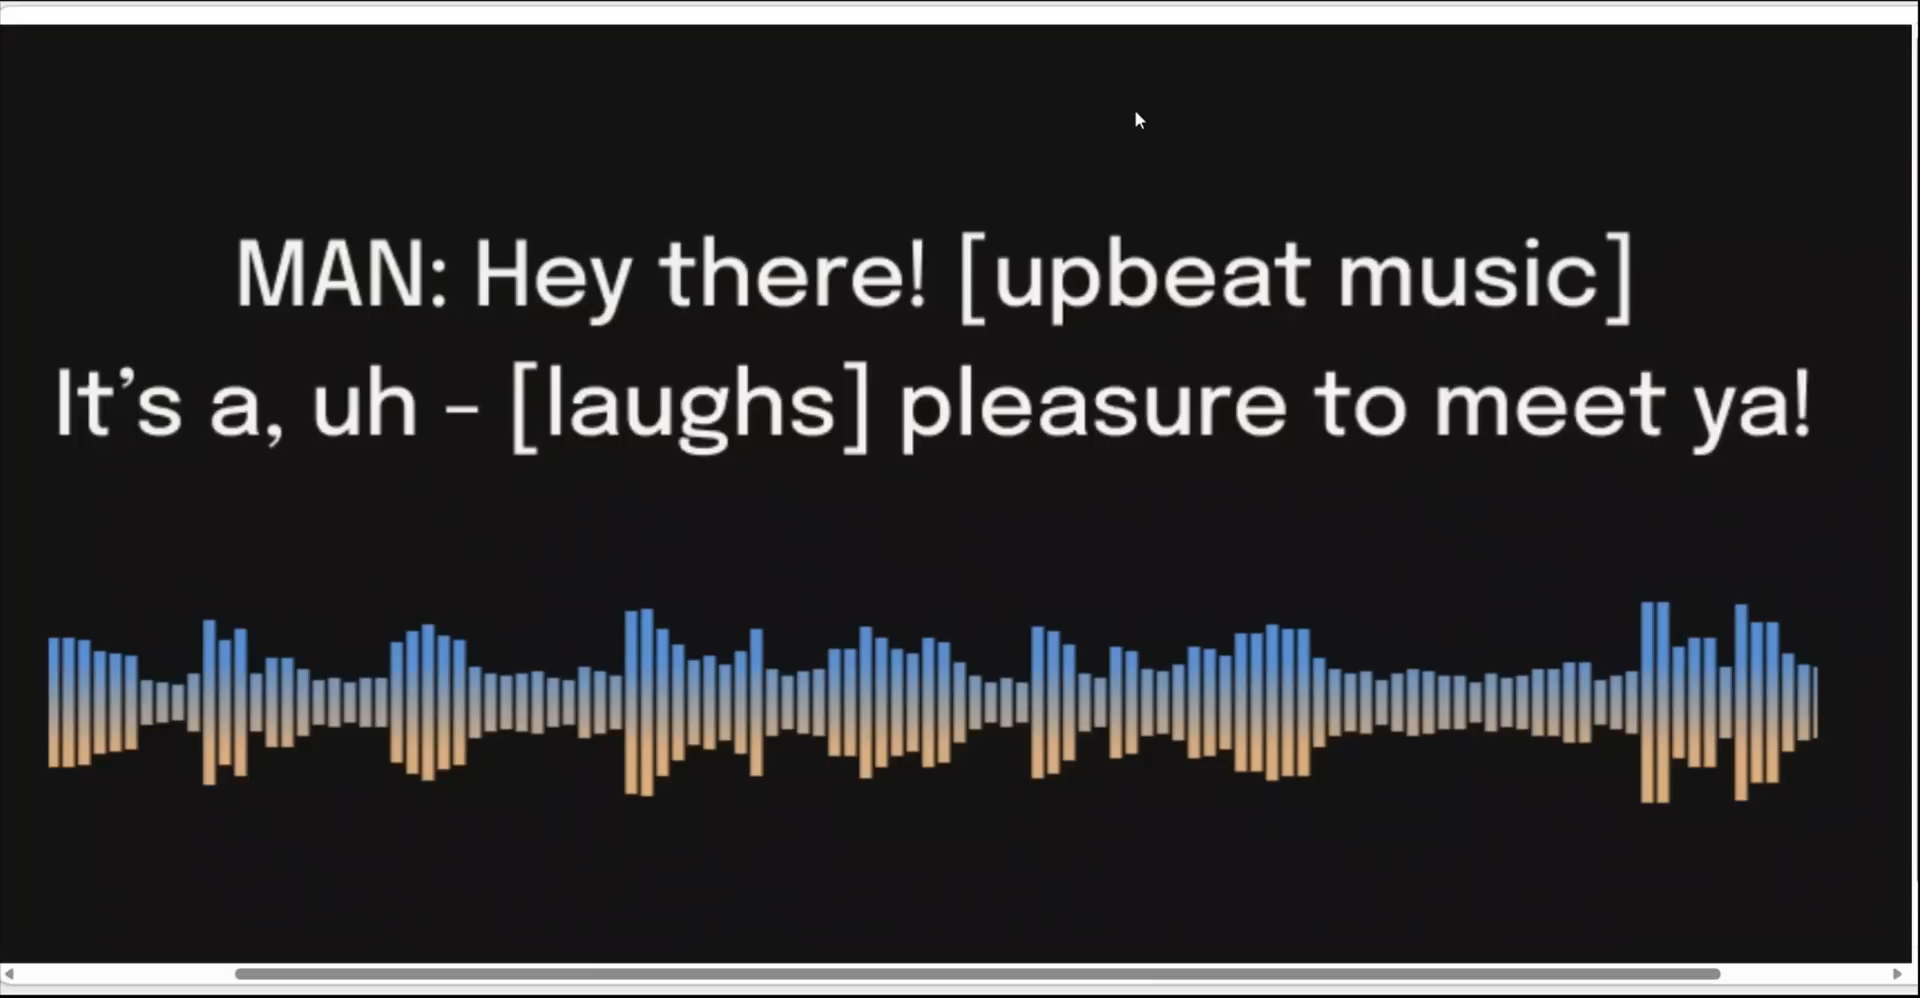 MAN: Hey there! [upbeat music]
It’s a, uh – [laughs] pleasure to meet ya!